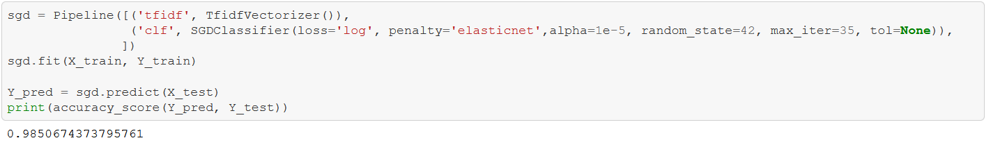 sgd = Pipeline([('tfidf', TfidfVectorizer()),
                ('clf', SGDClassifier(loss='log', penalty='elasticnet',alpha=1e-5, random_state=42, max_iter=35, tol=None)),
               ])
sgd.fit(X_train, Y_train)

Y_pred = sgd.predict(X_test)
print(accuracy_score(Y_pred, Y_test))
0.9850674373795761